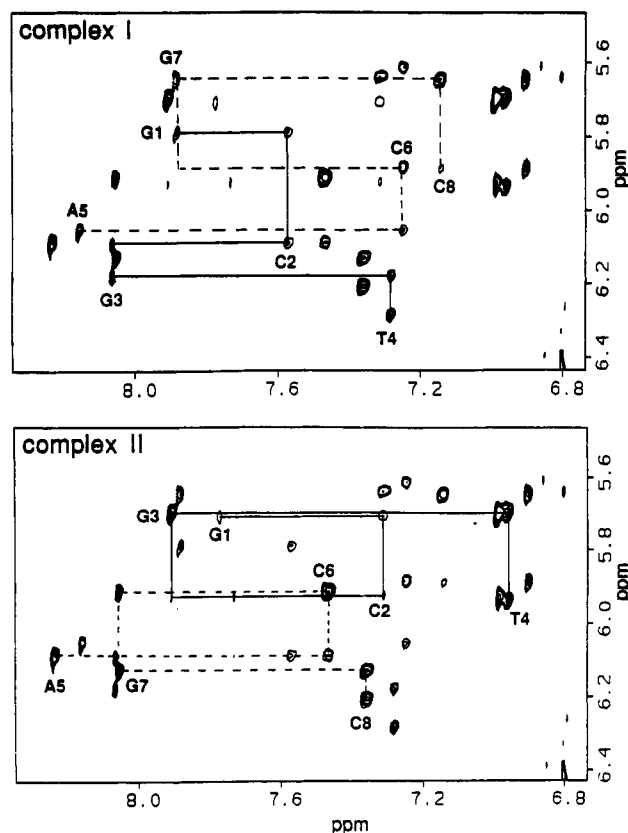 complex I
G7
G1
C6
C8
A5
C2
G3
T4
5.6
5.8
6.0
6.2
6.4
ppm
8.0 7.6 7.2 6.8
complex II
G3
G1
C6
C2
T4
A5
G7
C8
5.6
5.8
6.0
6.2
6.4
ppm
8.0 7.6 7.2 6.8
ppm